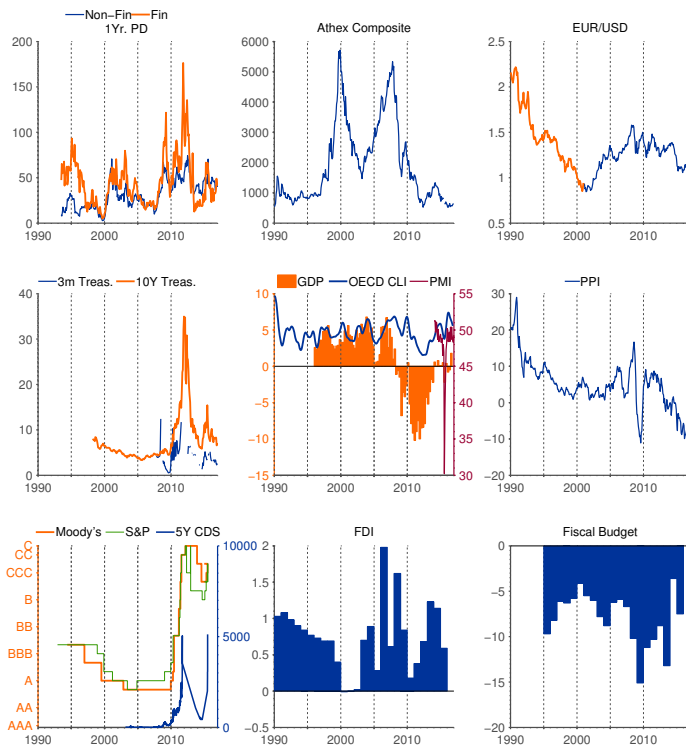 Non−Fin Fin
1Yr. PD
200
150
100
50
0
1990 2000 2010
Athex Composite
6000
5000
4000
3000
2000
1000
0
1990 2000 2010
EUR/USD
2.5
2
1.5
1
0.5
1990 2000 2010
3m Treas. 10Y Treas.
40
30
20
10
0
1990 2000 2010
GDP OECD CLI PMI
10 55
5 50
0 45
−5 40
−10 35
−15 30
1990 2000 2010
PPI
30
20
10
0
−10
−20
1990 2000 2010
Moody's S&P 5Y CDS
C 10000
CC
CCC
B
BB 5000
BBB
A
AA
AAA 0
1990 2000 2010
FDI
2
1.5
1
0.5
0
−0.5
1990 2000 2010
Fiscal Budget
0
−5
−10
−15
−20
1990 2000 2010